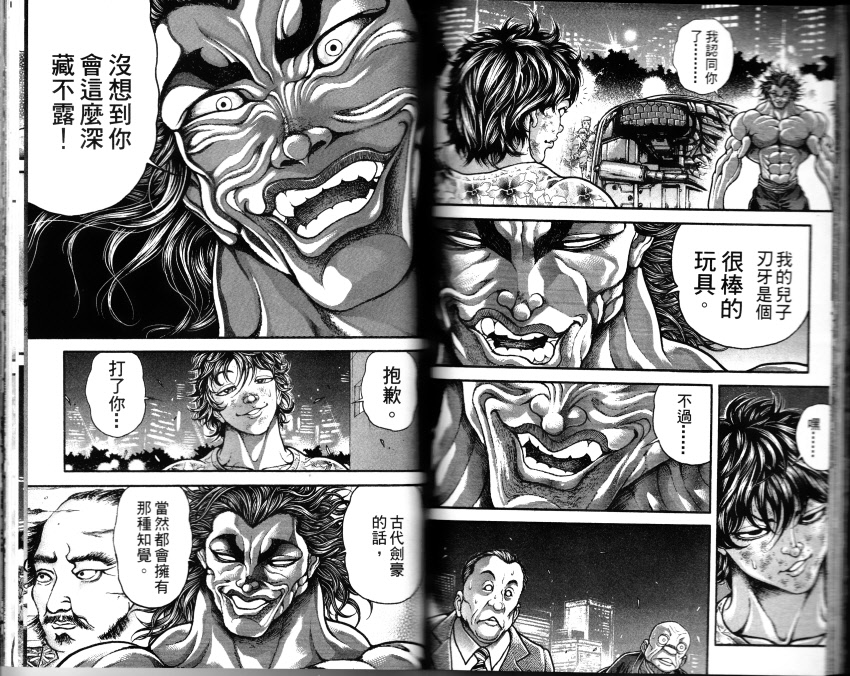 我認同你
了⋯⋯
我的兒子
刃牙是個
很棒的
玩具。
不過⋯⋯
嘿⋯⋯
沒想到你
會這麼深
藏不露！
抱歉。
打了你⋯
古代劍豪
的話，
當然都會擁有
那種知覺。